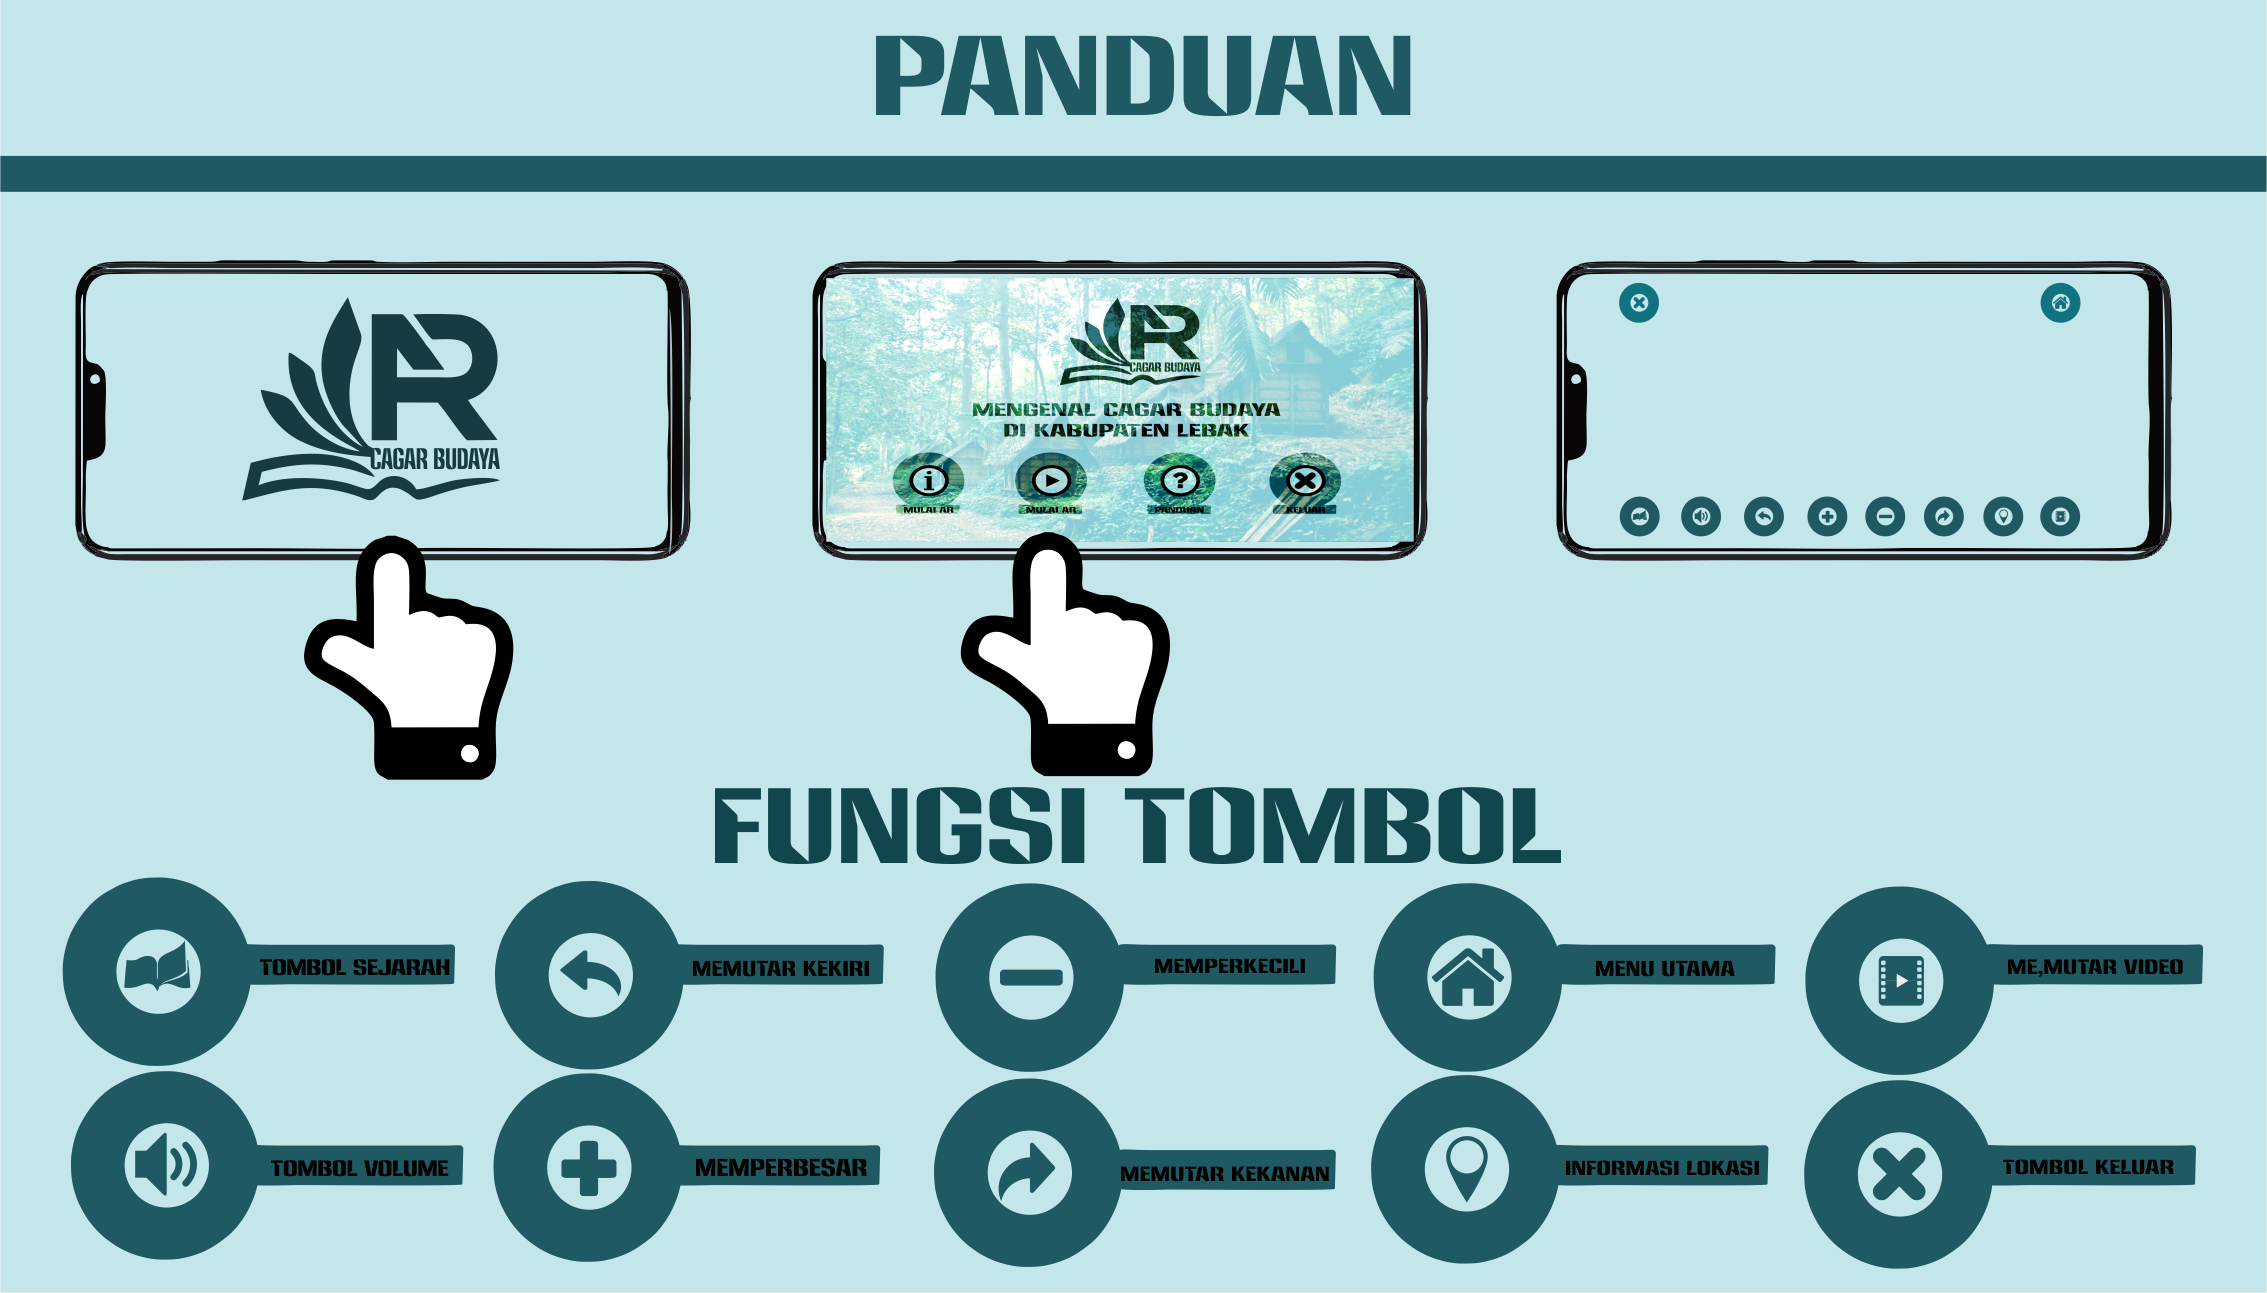 PANDUAN
AR
CAGAR BUDAYA
AR
CAGAR BUDAYA
MENGENAL CAGAR BUDAYA
DI KABUPATEN LEBAK
MULAI AR
MULAI AR
PANDUAN
KELUAR
FUNGSI TOMBOL
TOMBOL SEJARAH
MEMUTAR KEKIRI
MEMPERKECILI
MENU UTAMA
ME,MUTAR VIDEO
TOMBOL VOLUME
MEMPERBESAR
MEMUTAR KEKANAN
INFORMASI LOKASI
TOMBOL KELUAR